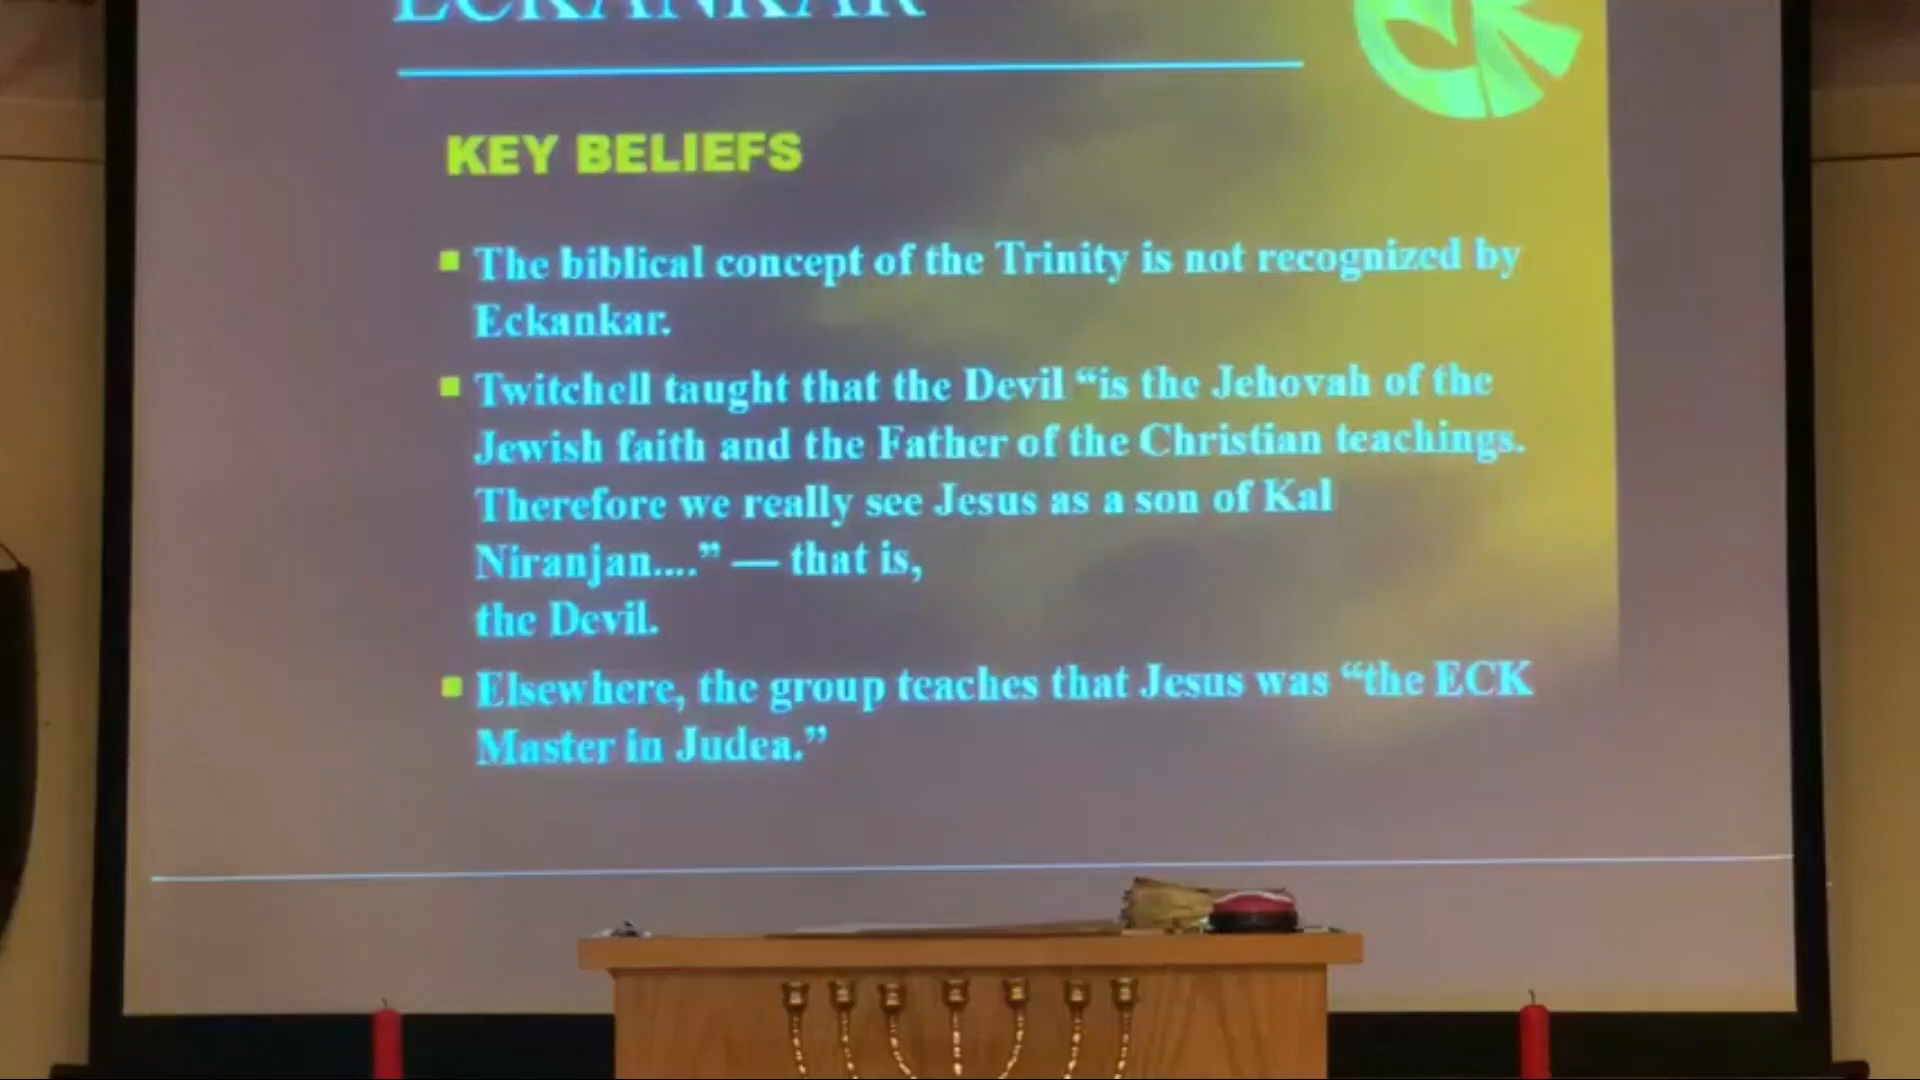 ECKANKAR
KEY BELIEFS
The biblical concept of the Trinity is not recognized by
Eckankar.
Twitchell taught that the Devil “is the Jehovah of the
Jewish faith and the Father of the Christian teachings.
Therefore we really see Jesus as a son of Kal
Niranjan....” — that is,
the Devil.
Elsewhere, the group teaches that Jesus was “the ECK
Master in Judea.”